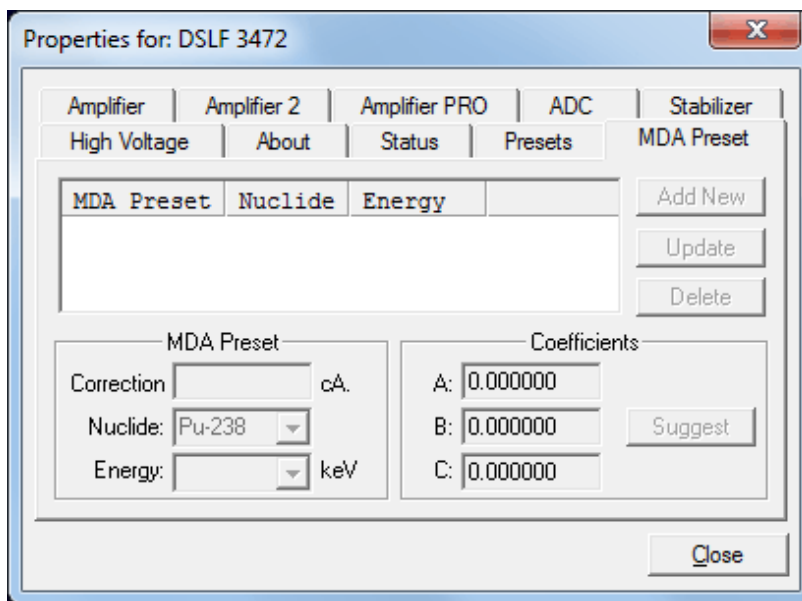 Properties for: DSLF 3472
Amplifier Amplifier 2 Amplifier PRO ADC Stabilizer
High Voltage About Status Presets MDA Preset
MDA Preset Nuclide Energy
Add New
Update
Delete
MDA Preset
Correction cA.
Nuclide: Pu-238
Energy: keV
Coefficients
A: 0.000000
B: 0.000000
C: 0.000000
Suggest
Close